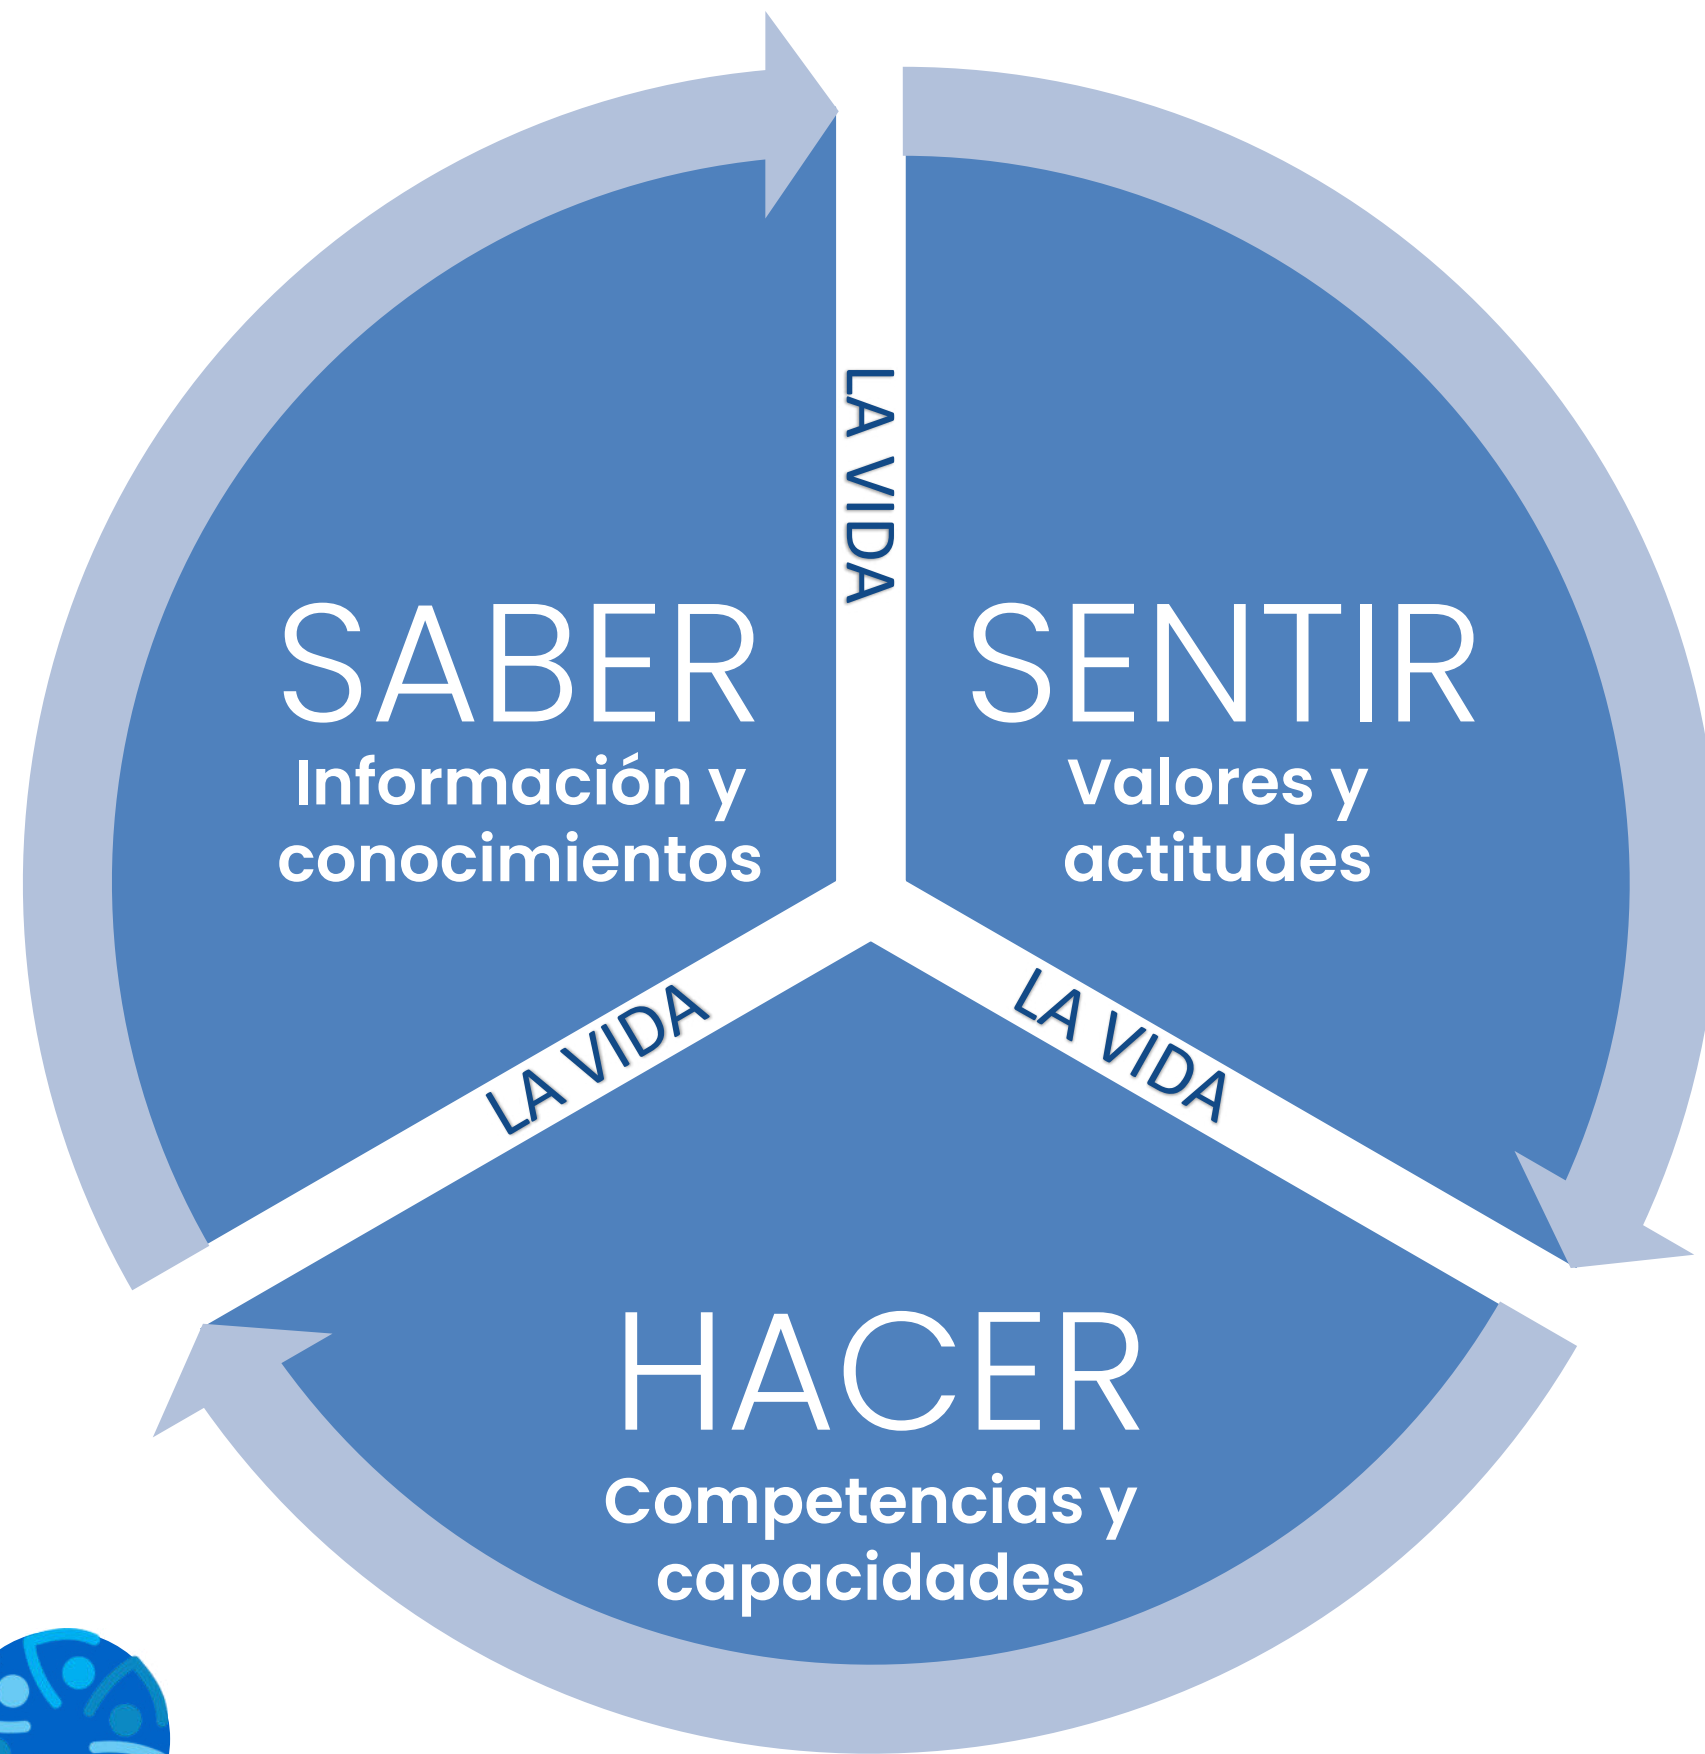 LA VIDA
SABER
Información y
conocimientos
SENTIR
Valores y
actitudes
LA VIDA
LA VIDA
HACER
Competencias y
capacidades